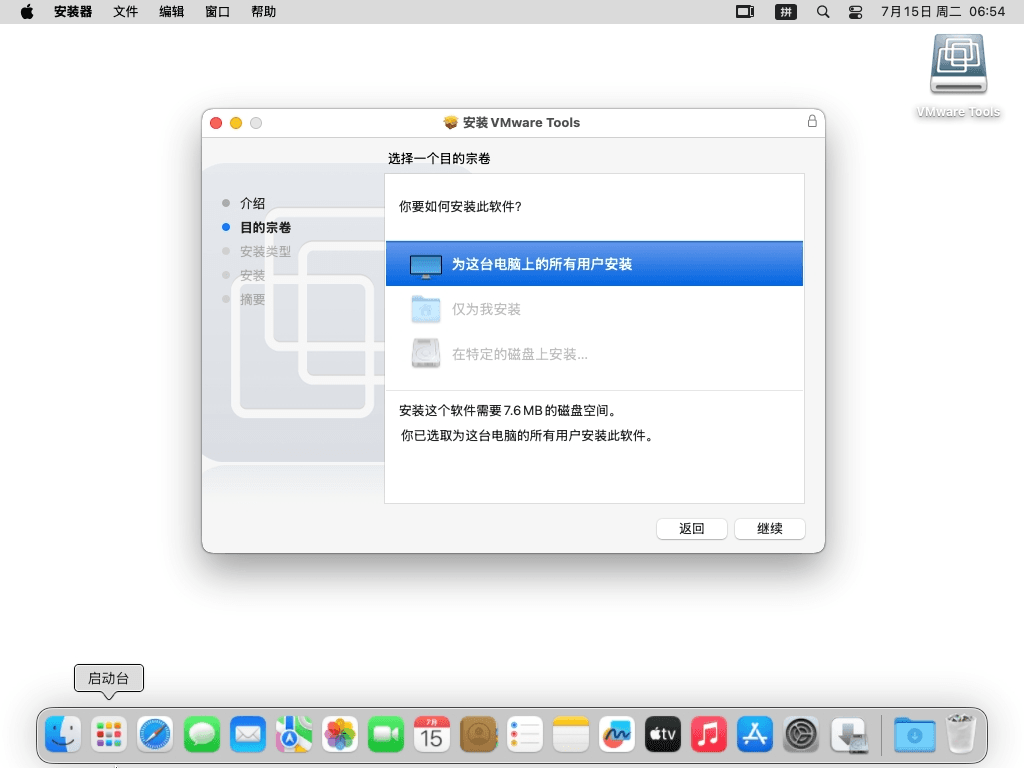 安装器 文件 编辑 窗口 帮助 拼 7月15日 周二 06:54
VMware Tools
安装 VMware Tools
选择一个目的宗卷
介绍
目的宗卷
安装类型
安装
摘要
你要如何安装此软件?
为这台电脑上的所有用户安装
仅为我安装
在特定的磁盘上安装...
安装这个软件需要 7.6 MB 的磁盘空间。
你已选取为这台电脑的所有用户安装此软件。
返回 继续
启动台
7月
15
tv